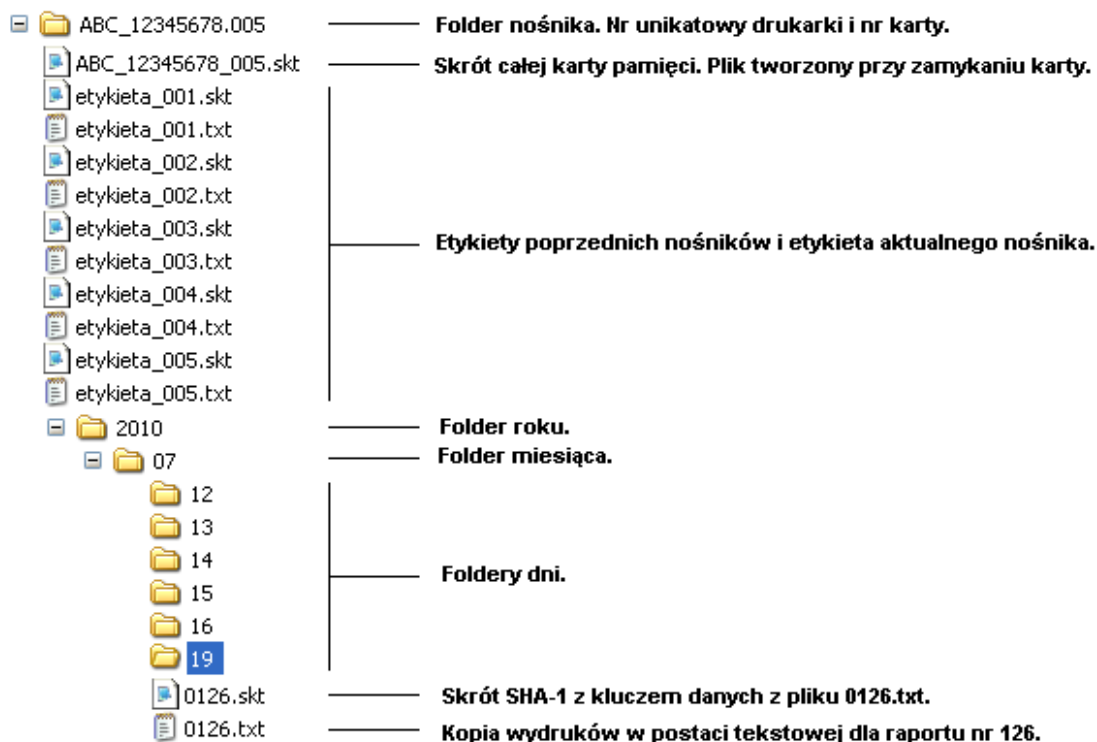 ABC_12345678.005 Folder nośnika. Nr unikatowy drukarki i nr karty.
ABC_12345678_005.skt Skrót całej karty pamięci. Plik tworzony przy zamykaniu karty.
etykieta_001.skt
etykieta_001.txt
etykieta_002.skt
etykieta_002.txt
etykieta_003.skt
etykieta_003.txt Etykiety poprzednich nośników i etykieta aktualnego nośnika.
etykieta_004.skt
etykieta_004.txt
etykieta_005.skt
etykieta_005.txt
2010 Folder roku.
07 Folder miesiąca.
12
13
14 Foldery dni.
15
16
19
0126.skt Skrót SHA-1 z kluczem danych z pliku 0126.txt.
0126.txt Kopia wydruków w postaci tekstowej dla raportu nr 126.